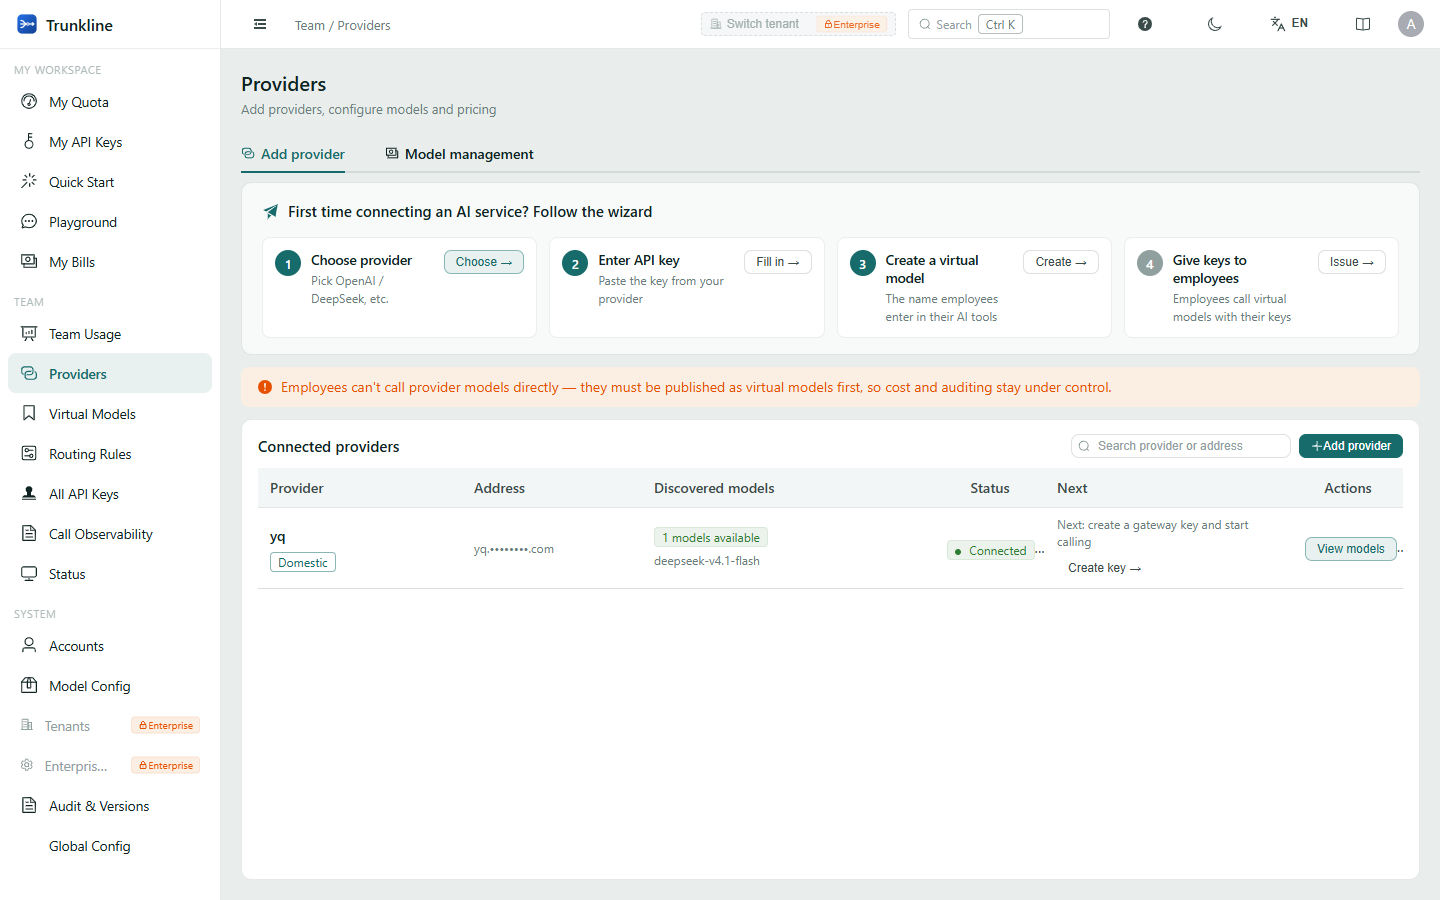 Trunkline
Team / Providers
Switch tenant
Enterprise
Search
Ctrl K
EN
A
MY WORKSPACE
My Quota
My API Keys
Quick Start
Playground
My Bills
TEAM
Team Usage
Providers
Virtual Models
Routing Rules
All API Keys
Call Observability
Status
SYSTEM
Accounts
Model Config
Tenants
Enterprise
Enterpris...
Enterprise
Audit & Versions
Global Config
Providers
Add providers, configure models and pricing
Add provider
Model management
First time connecting an AI service? Follow the wizard
1
Choose provider
Pick OpenAI /
DeepSeek, etc.
Choose →
2
Enter API key
Paste the key from your
provider
Fill in →
3
Create a virtual
model
The name employees
enter in their AI tools
Create →
4
Give keys to
employees
Employees call virtual
models with their keys
Issue →
Employees can't call provider models directly — they must be published as virtual models first, so cost and auditing stay under control.
Connected providers
Search provider or address
+Add provider
Provider
Address
Discovered models
Status
Next
Actions
yq
Domestic
yq.••••••••.com
1 models available
deepseek-v4.1-flash
● Connected ...
Next: create a gateway key and start
calling
Create key →
View models ..